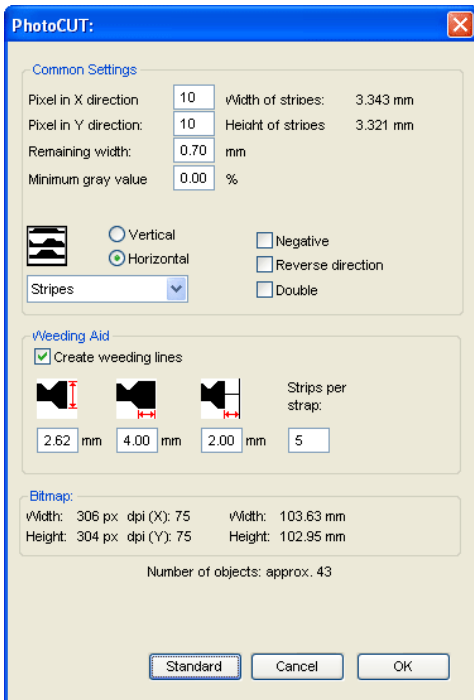 PhotoCUT:
Common Settings
Pixel in X direction 10 Width of stripes: 3.343 mm
Pixel in Y direction: 10 Height of stripes 3.321 mm
Remaining width: 0.70 mm
Minimum gray value 0.00 %
Vertical
Horizontal
Negative
Reverse direction
Stripes
Double
Weeding Aid
Create weeding lines
Strips per
strap:
2.62 mm 4.00 mm 2.00 mm 5
Bitmap:
Width: 306 px dpi (X): 75 Width: 103.63 mm
Height: 304 px dpi (Y): 75 Height: 102.95 mm
Number of objects: approx. 43
Standard Cancel OK